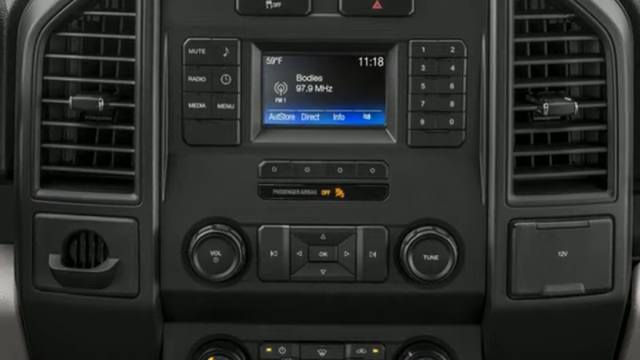 OFF
MUTE
RADIO
MEDIA
MENU
59°F
11:18
Bodies
97.9 MHz
FM 1
AutStore Direct Info
1 2
3 4
5 6
7 8
9 0
PASSENGER AIRBAG OFF
VOL
OK
TUNE
12V